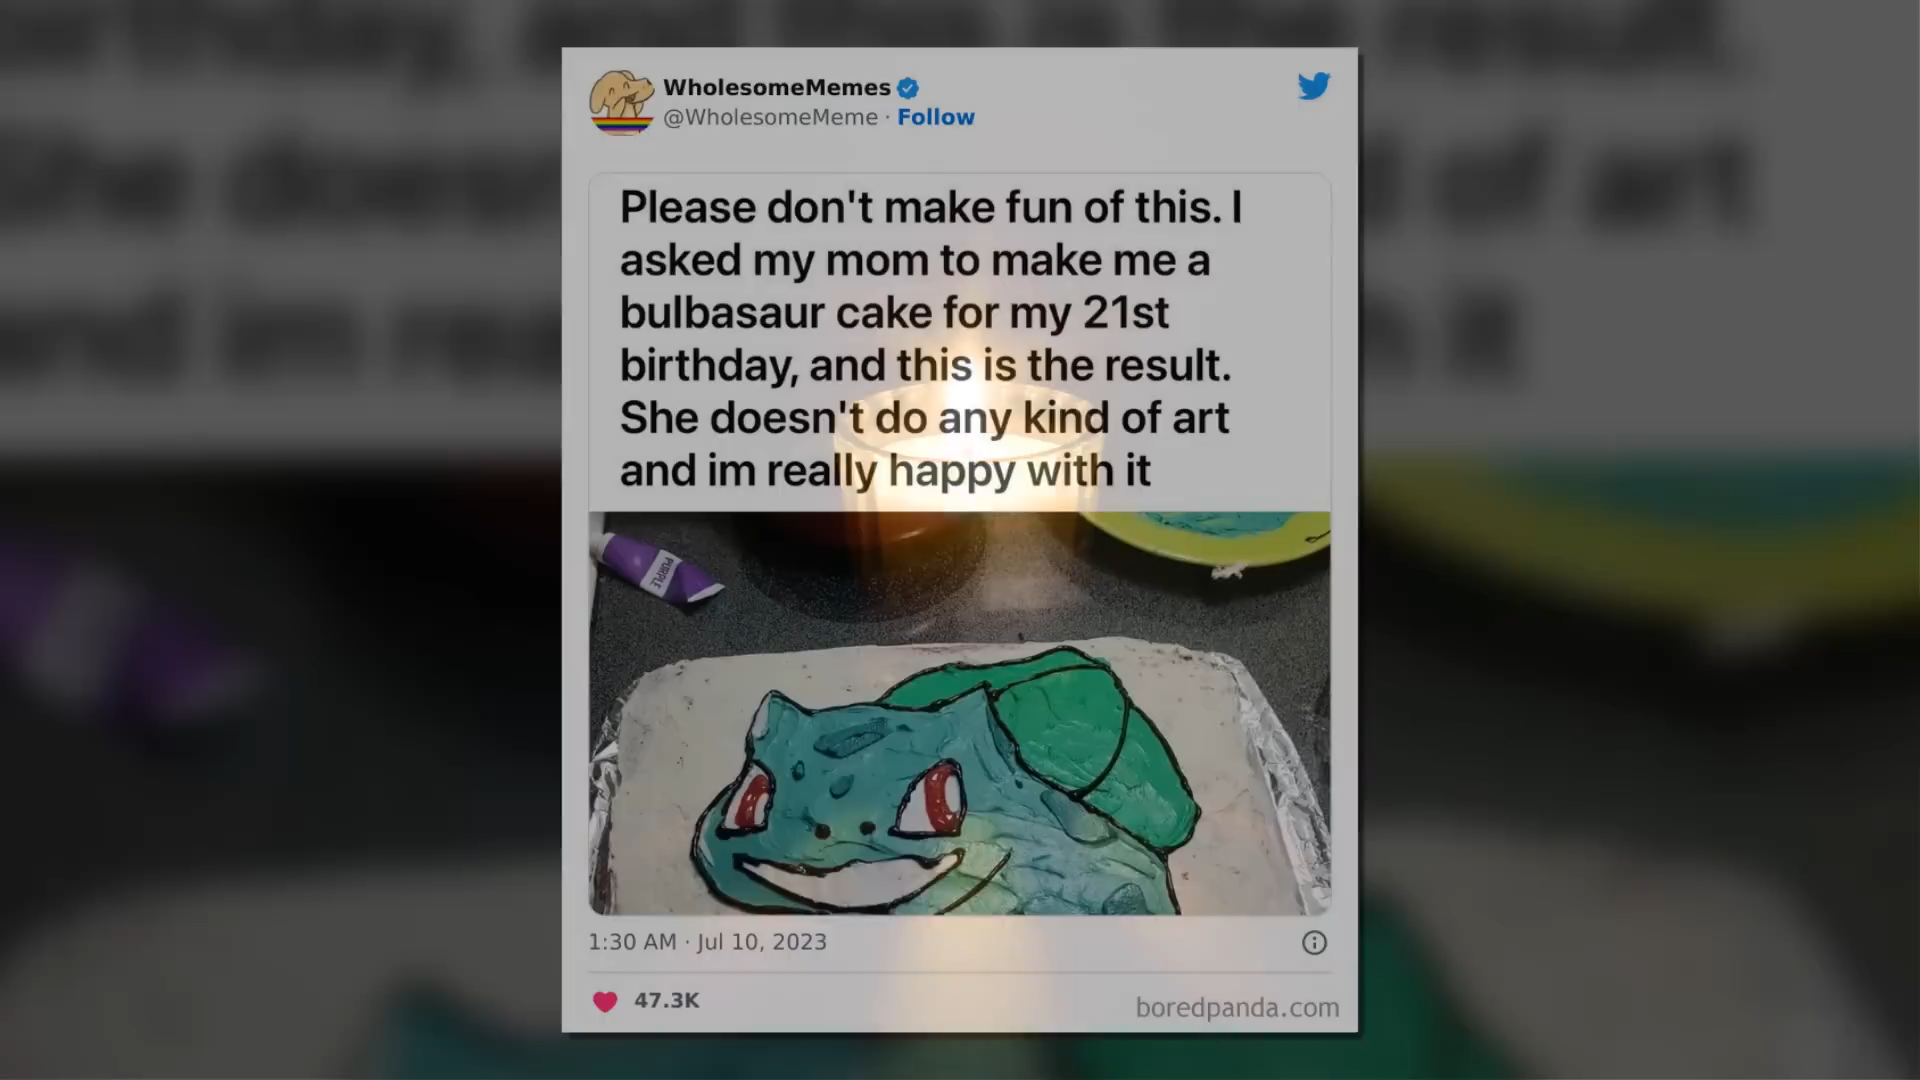 WholesomeMemes
@WholesomeMeme · Follow
Please don't make fun of this. I
asked my mom to make me a
bulbasaur cake for my 21st
birthday, and this is the result.
She doesn't do any kind of art
and im really happy with it
PURPLE
1:30 AM · Jul 10, 2023
47.3K
boredpanda.com